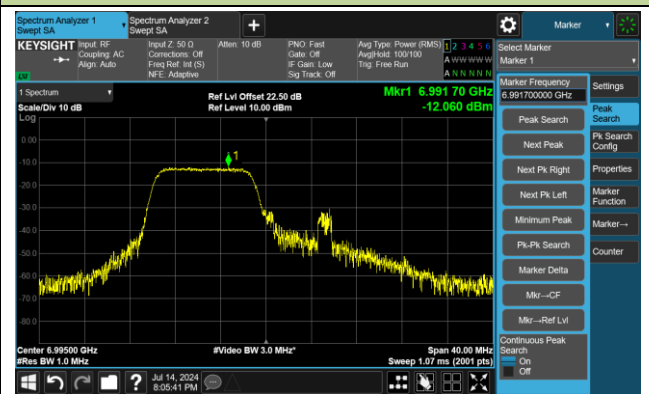 Spectrum Analyzer 1
Swept SA
Spectrum Analyzer 2
Swept SA
+
Marker
KEYSIGHT
Input: RF
Coupling: AC
Align: Auto
Input Z: 50 Ω
Corrections: Off
Freq Ref: Int (S)
NFE: Adaptive
Atten: 10 dB
PNO: Fast
Gate: Off
IF Gain: Low
Sig Track: Off
Avg Type: Power (RMS)
Avg|Hold: 100/100
Trig: Free Run
1 2 3 4 5 6
A W W W W W
A N N N N N
LXI
Select Marker
Marker 1
1 Spectrum
Scale/Div 10 dB
Log
Ref Lvl Offset 22.50 dB
Ref Level 10.00 dBm
Mkr1 6.991 70 GHz
-12.060 dBm
0.00
-10.0
-20.0
-30.0
-40.0
-50.0
-60.0
-70.0
-80.0
1
Center 6.99500 GHz
#Res BW 1.0 MHz
#Video BW 3.0 MHz*
Span 40.00 MHz
Sweep 1.07 ms (2001 pts)
Marker Frequency
6.991700000 GHz
Peak Search
Next Peak
Next Pk Right
Next Pk Left
Minimum Peak
Pk-Pk Search
Marker Delta
Mkr→CF
Mkr→Ref Lvl
Continuous Peak
Search
On
Off
Settings
Peak
Search
Pk Search
Config
Properties
Marker
Function
Marker→
Counter
?
Jul 14, 2024
8:05:41 PM